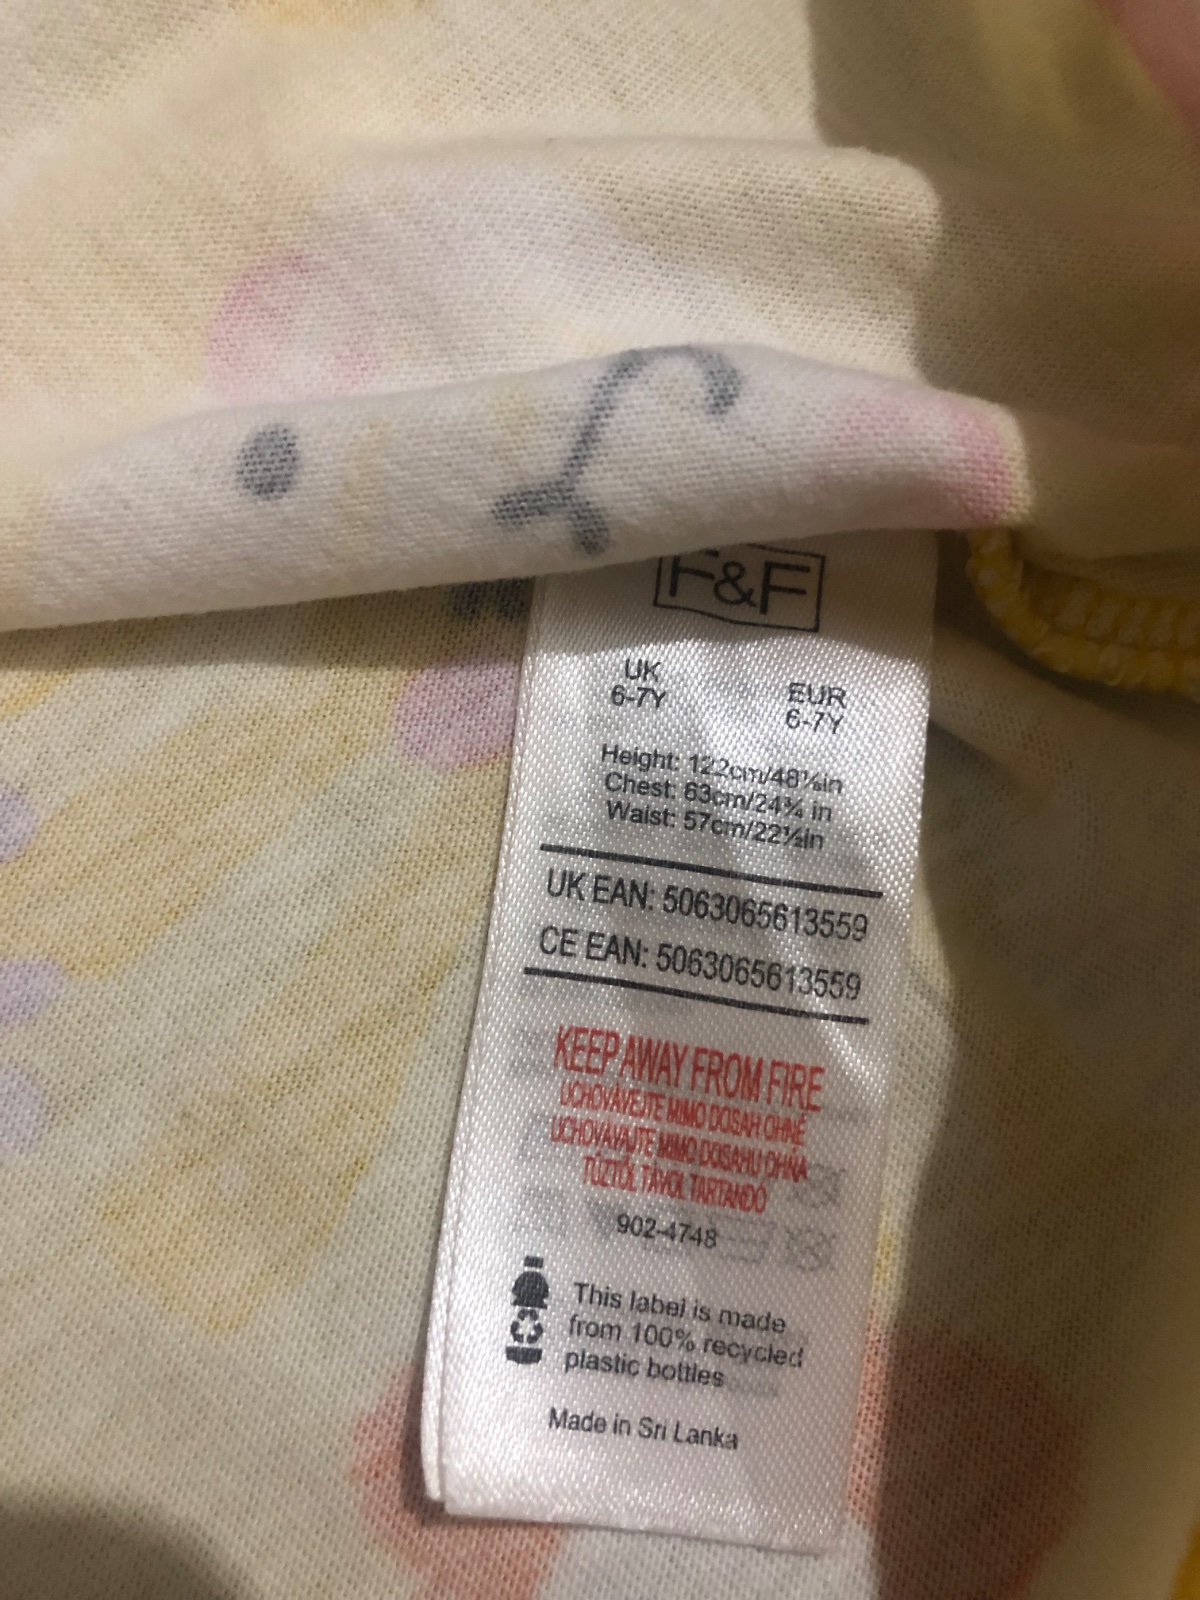 F&F
UK
6-7Y
EUR
6-7Y
Height: 122cm/48⅛in
Chest: 63cm/24¾ in
Waist: 57cm/22½in
UK EAN: 5063065613559
CE EAN: 5063065613559
KEEP AWAY FROM FIRE
UCHOVÁVEJTE MIMO DOSAH OHNĚ
UCHOVÁVAJTE MIMO DOSAHU OHŇA
TŰZTŐL TÁVOL TARTANDÓ
902-4748
This label is made
from 100% recycled
plastic bottles
Made in Sri Lanka